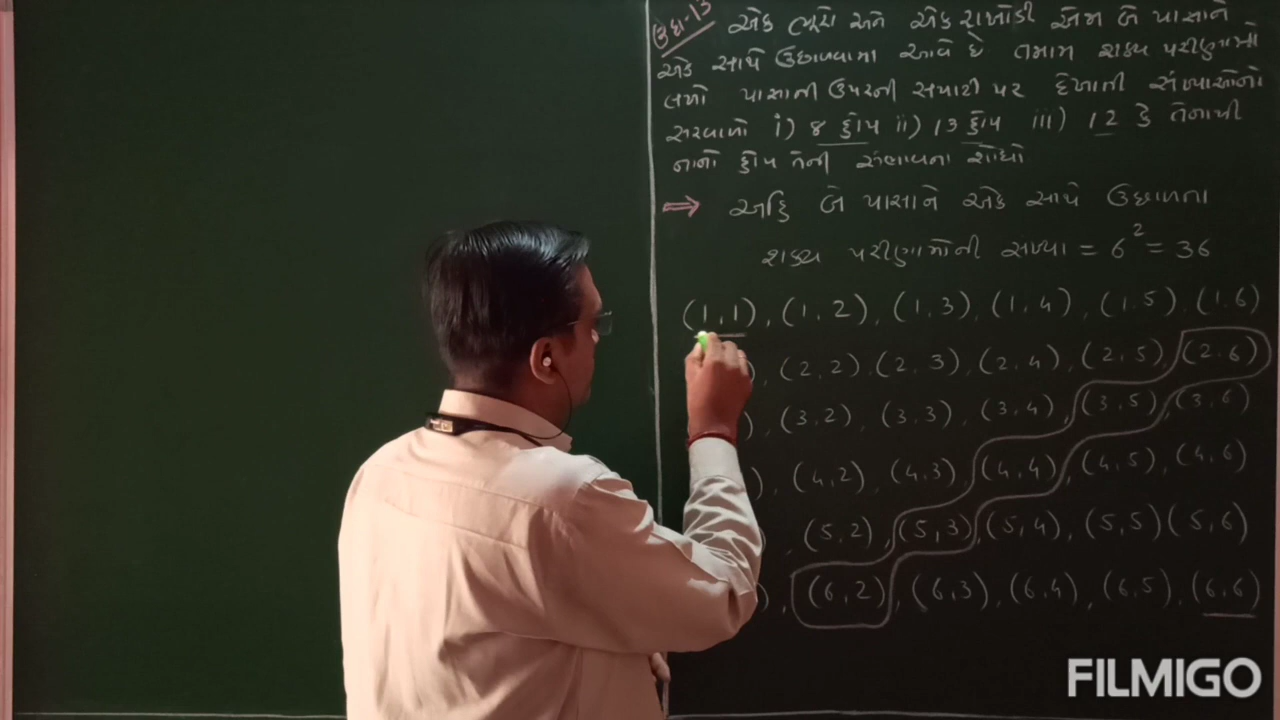 ઉદા-13 એક ભૂરો અને એક રાખોડી એમ બે પાસાને
એક સાથે ઉછાળવામા આવે છે તમામ શક્ય પરીણામો
લખો પાસાની ઉપરની સપાટી પર દેખાતી સંખ્યાઓનો
સરવાળો i) 8 હોય ii) 13 હોય iii) 12 કે તેનાથી
નાનો હોય તેની સંભાવના શોધો
⇒ અહિ બે પાસાને એક સાથે ઉછાળતા
શક્ય પરીણામોની સખ્યા = 6² = 36
(1,1), (1,2), (1,3), (1,4), (1,5), (1,6)
), (2,2), (2,3), (2,4), (2,5), (2,6)
), (3,2), (3,3), (3,4), (3,5), (3,6)
), (4,2), (4,3), (4,4), (4,5), (4,6)
, (5,2), (5,3), (5,4), (5,5) (5,6)
), (6,2), (6,3), (6,4), (6,5), (6,6)
FILMIGO